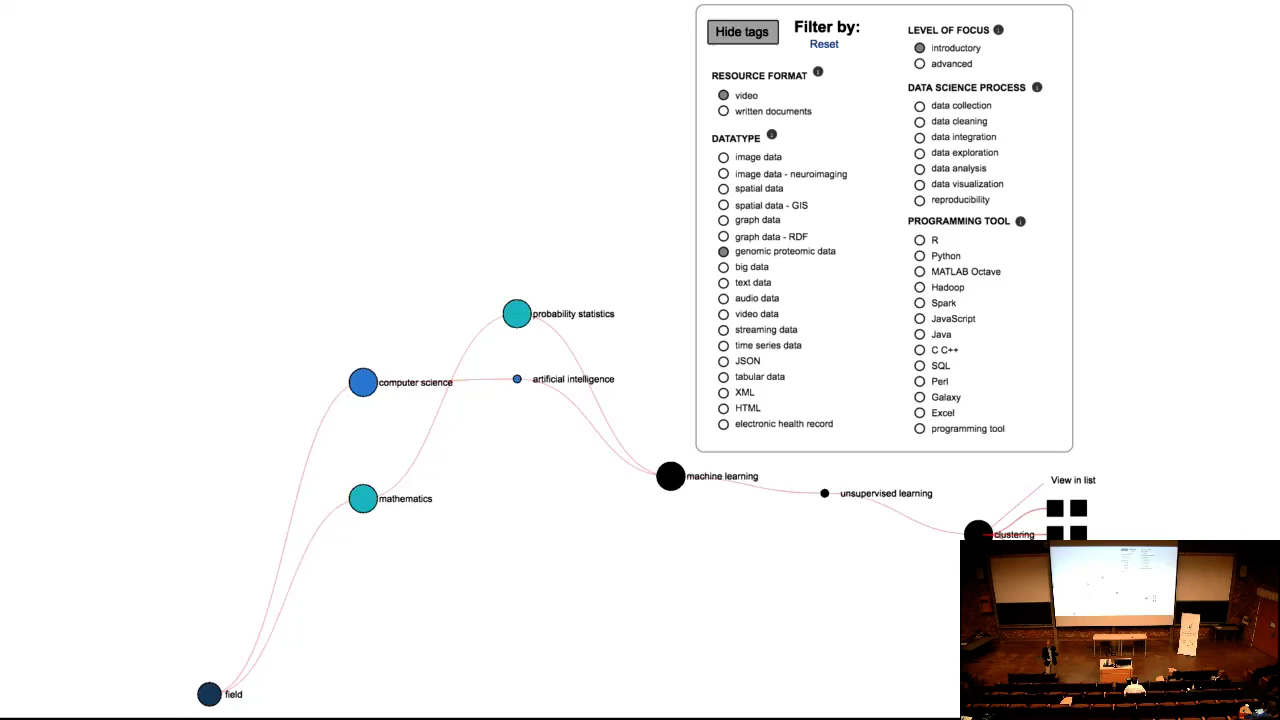 Hide tags
Filter by:
Reset
RESOURCE FORMAT
video
written documents
DATATYPE
image data
image data - neuroimaging
spatial data
spatial data - GIS
graph data
graph data - RDF
genomic proteomic data
big data
text data
audio data
video data
streaming data
time series data
JSON
tabular data
XML
HTML
electronic health record
LEVEL OF FOCUS
introductory
advanced
DATA SCIENCE PROCESS
data collection
data cleaning
data integration
data exploration
data analysis
data visualization
reproducibility
PROGRAMMING TOOL
R
Python
MATLAB Octave
Hadoop
Spark
JavaScript
Java
C C++
SQL
Perl
Galaxy
Excel
programming tool
probability statistics
computer science
artificial intelligence
machine learning
mathematics
unsupervised learning
View in list
clustering
field